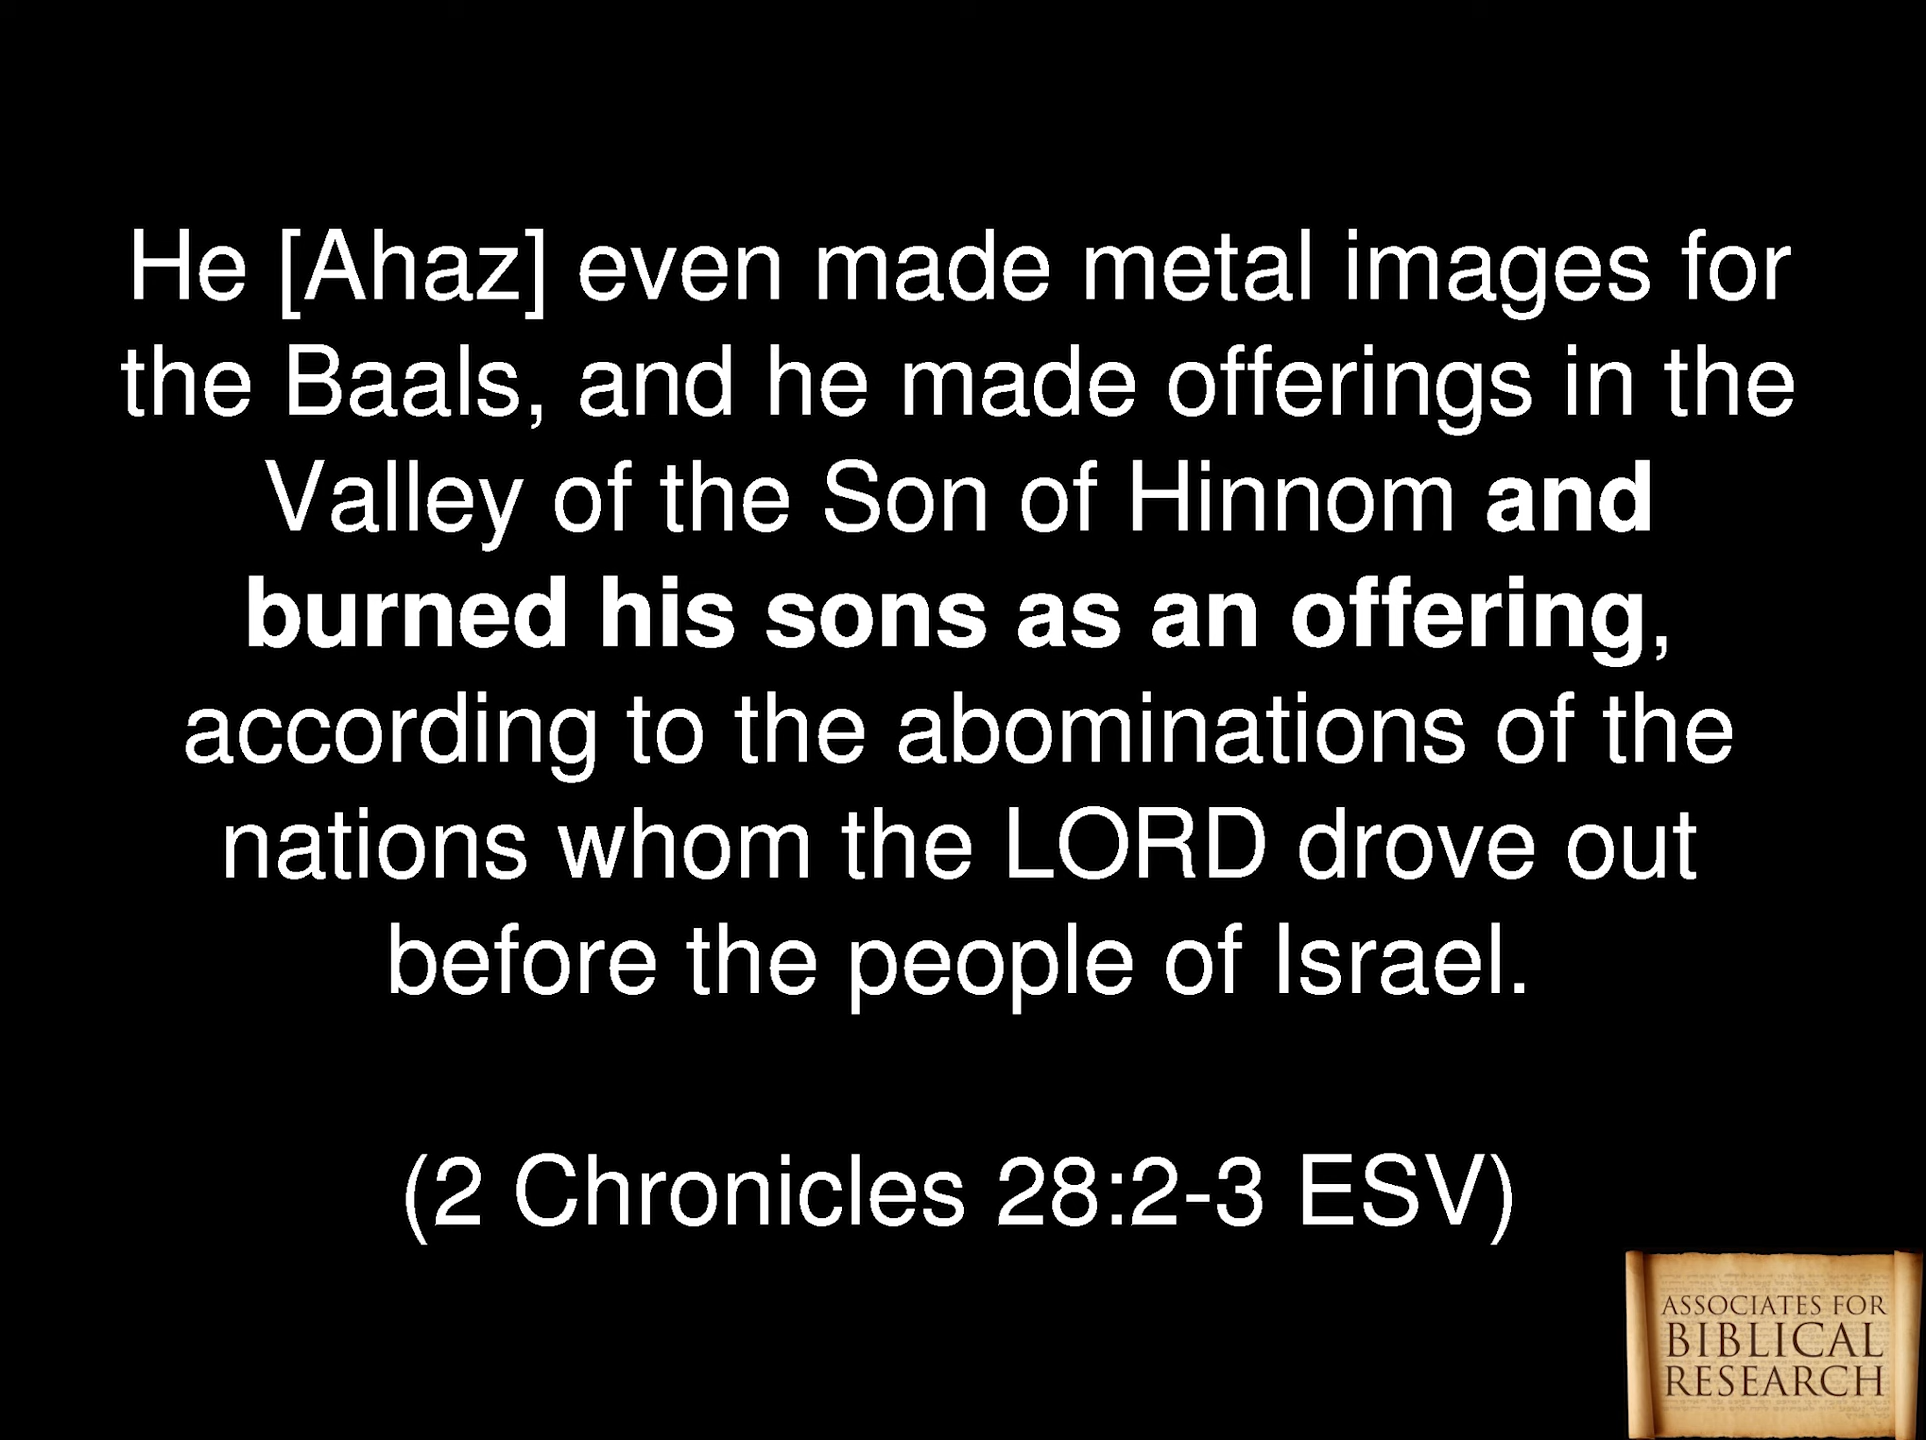 He [Ahaz] even made metal images for
the Baals, and he made offerings in the
Valley of the Son of Hinnom and
burned his sons as an offering,
according to the abominations of the
nations whom the LORD drove out
before the people of Israel.
(2 Chronicles 28:2-3 ESV)
ASSOCIATES FOR
BIBLICAL
RESEARCH